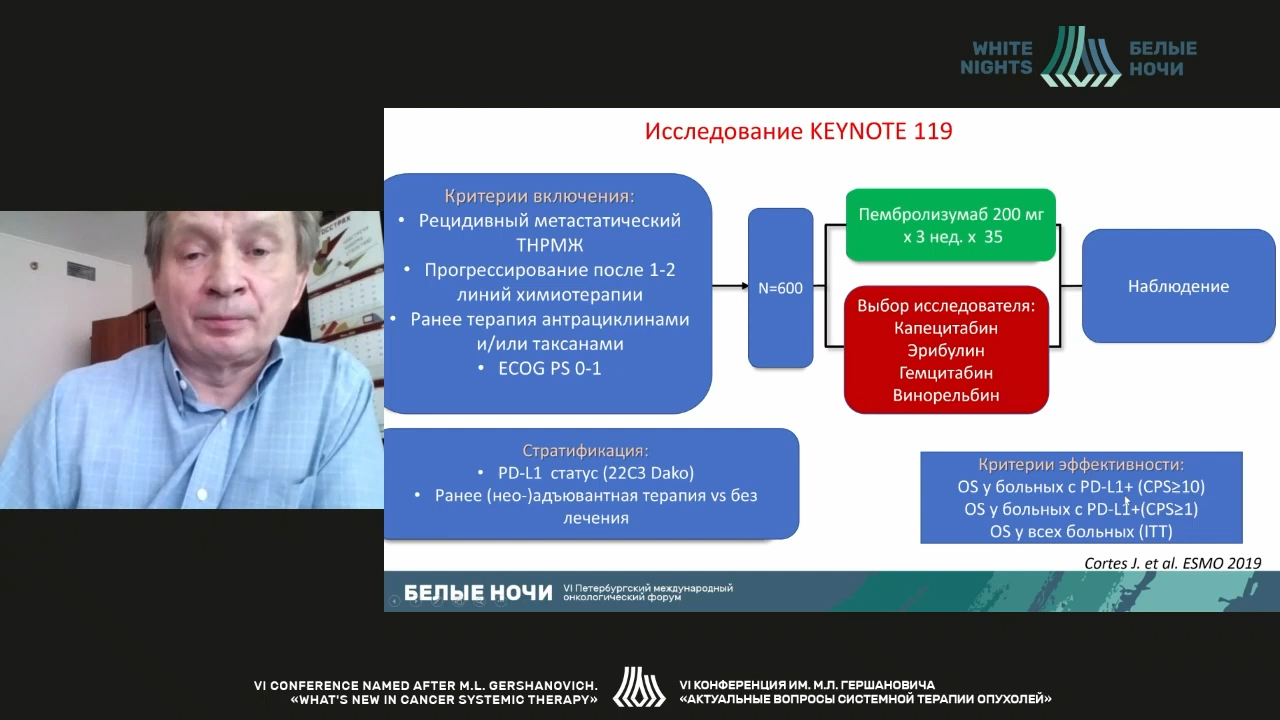 WHITE
NIGHTS
БЕЛЫЕ
НОЧИ
Исследование KEYNOTE 119
Критерии включения:
• Рецидивный метастатический
ТНРМЖ
• Прогрессирование после 1-2
линий химиотерапии
• Ранее терапия антрациклинами
и/или таксанами
• ECOG PS 0-1
N=600
Пембролизумаб 200 мг
х 3 нед. х 35
Выбор исследователя:
Капецитабин
Эрибулин
Гемцитабин
Винорельбин
Наблюдение
Стратификация:
• PD-L1 статус (22C3 Dako)
• Ранее (нео-)адъювантная терапия vs без
лечения
Критерии эффективности:
OS у больных с PD-L1+ (CPS≥10)
OS у больных с PD-L1+(CPS≥1)
OS у всех больных (ITT)
Cortes J. et al. ESMO 2019
БЕЛЫЕ НОЧИ
VI Петербургский международный
онкологический форум
VI CONFERENCE NAMED AFTER M.L. GERSHANOVICH.
«WHAT'S NEW IN CANCER SYSTEMIC THERAPY»
VI КОНФЕРЕНЦИЯ ИМ. М.Л. ГЕРШАНОВИЧА
«АКТУАЛЬНЫЕ ВОПРОСЫ СИСТЕМНОЙ ТЕРАПИИ ОПУХОЛЕЙ»